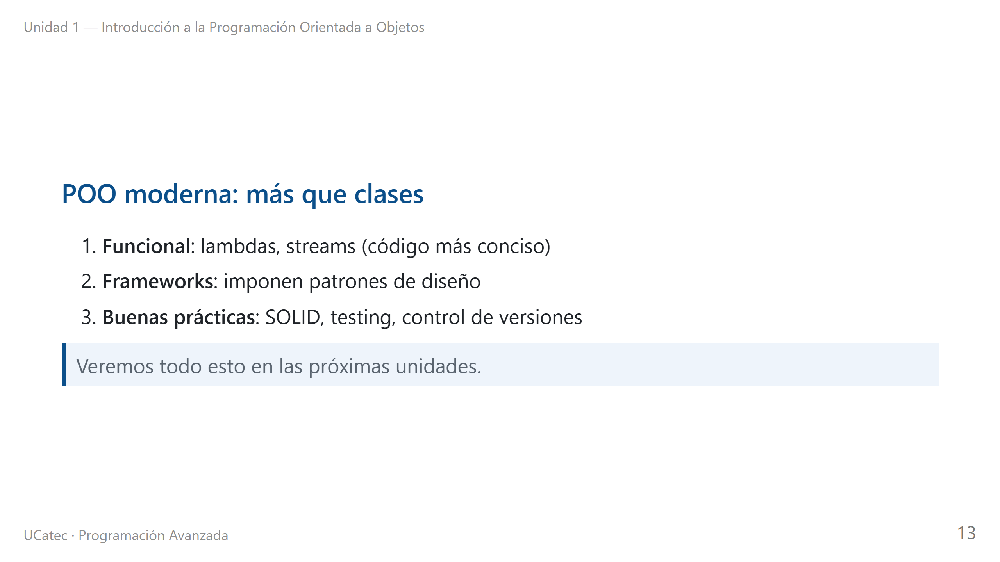 Unidad 1 — Introducción a la Programación Orientada a Objetos
POO moderna: más que clases
1. Funcional: lambdas, streams (código más conciso)
2. Frameworks: imponen patrones de diseño
3. Buenas prácticas: SOLID, testing, control de versiones
Veremos todo esto en las próximas unidades.
UCatec · Programación Avanzada
13